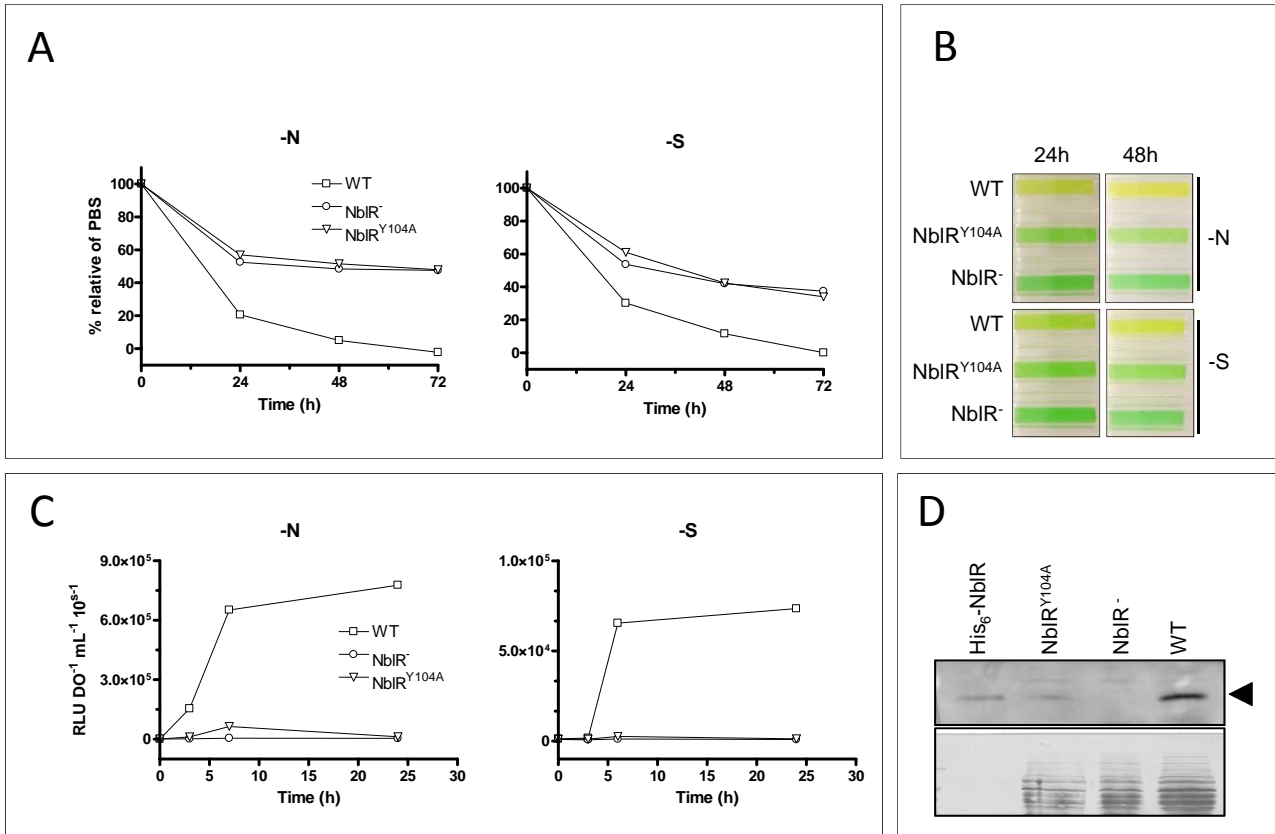 A
-N
100
80
60
40
20
0
% relative of PBS
WT
NblR-
NblRY104A
0 24 48 72
Time (h)
-S
100
80
60
40
20
0
0 24 48 72
Time (h)
B
24h 48h
WT
NblRY104A
NblR-
-N
WT
NblRY104A
NblR-
-S
C
-N
9.0×10⁵
6.0×10⁵
3.0×10⁵
0
RLU DO⁻¹ mL⁻¹ 10ˢ⁻¹
WT
NblR-
NblRY104A
0 5 10 15 20 25 30
Time (h)
-S
1.0×10⁵
5.0×10⁴
0
0 5 10 15 20 25 30
Time (h)
D
His₆-NblR
NblRY104A
NblR-
WT